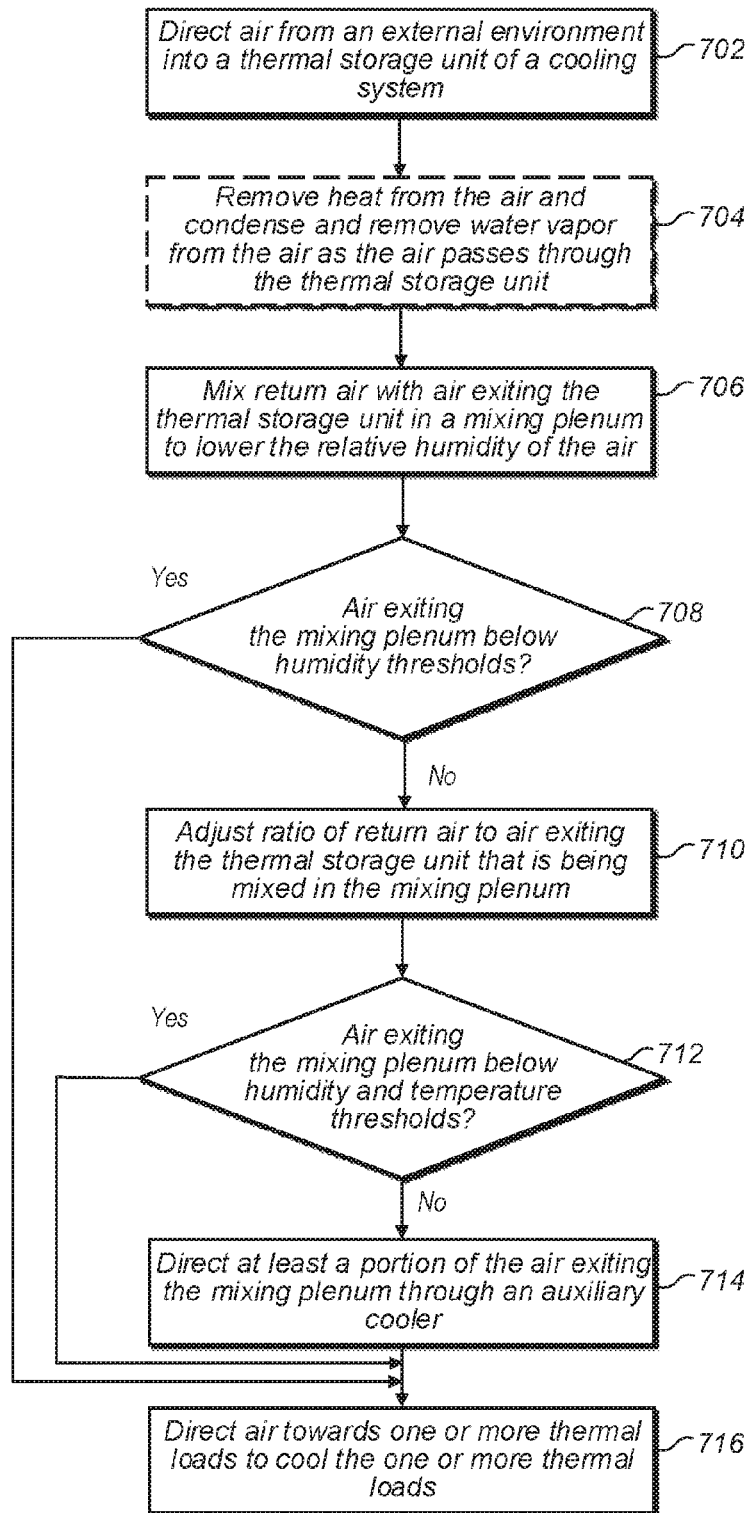 Direct air from an external environment
into a thermal storage unit of a cooling
system
702
Remove heat from the air and
condense and remove water vapor
from the air as the air passes through
the thermal storage unit
704
Mix return air with air exiting the
thermal storage unit in a mixing plenum
to lower the relative humidity of the air
706
Yes
Air exiting
the mixing plenum below
humidity thresholds?
708
No
Adjust ratio of return air to air exiting
the thermal storage unit that is being
mixed in the mixing plenum
710
Yes
Air exiting
the mixing plenum below
humidity and temperature
thresholds?
712
No
Direct at least a portion of the air exiting
the mixing plenum through an auxiliary
cooler
714
Direct air towards one or more thermal
loads to cool the one or more thermal
loads
716